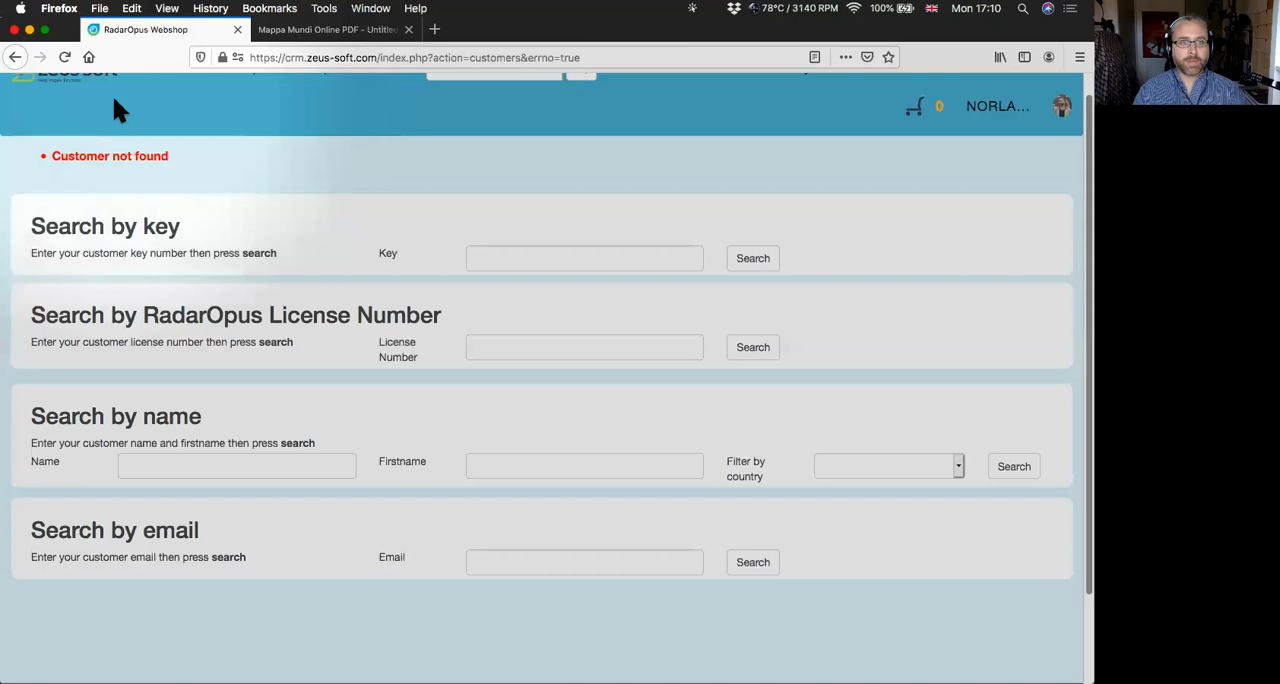 Firefox File Edit View History Bookmarks Tools Window Help 78°C / 3140 RPM 100% Mon 17:10
RadarOpus Webshop Mappa Mundi Online PDF - Untitle
https://crm.zeus-soft.com/index.php?action=customers&errno=true
0 NORLA...
• Customer not found
Search by key
Enter your customer key number then press search Key Search
Search by RadarOpus License Number
Enter your customer license number then press search License Number Search
Search by name
Enter your customer name and firstname then press search
Name Firstname Filter by country Search
Search by email
Enter your customer email then press search Email Search